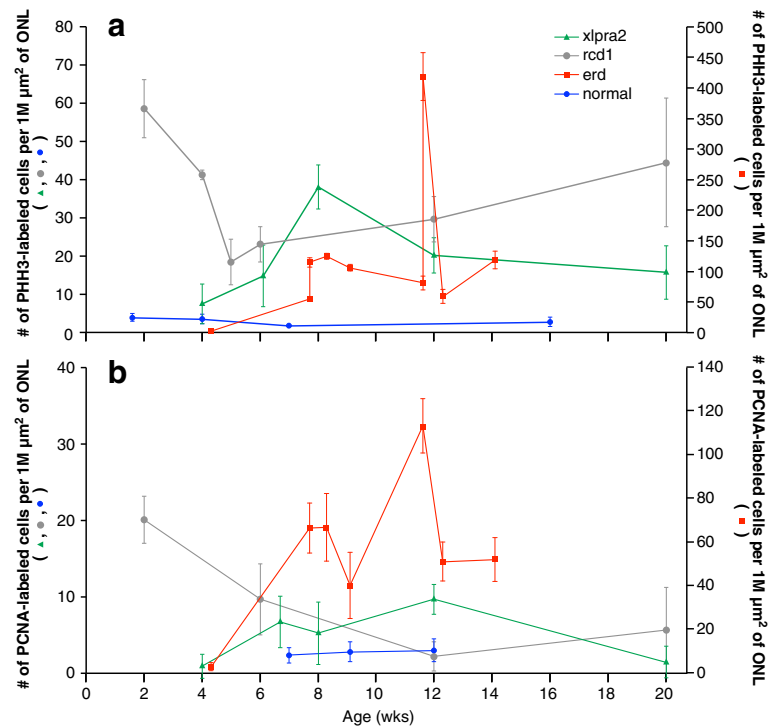 a
# of PHH3-labeled cells per 1M µm² of ONL
( , , )
80
70
60
50
40
30
20
10
0
xlpra2
rcd1
erd
normal
500
450
400
350
300
250
200
150
100
50
0
# of PHH3-labeled cells per 1M µm² of ONL
( )
b
# of PCNA-labeled cells per 1M µm² of ONL
( , , )
40
30
20
10
0
140
120
100
80
60
40
20
0
# of PCNA-labeled cells per 1M µm² of ONL
( )
0 2 4 6 8 10 12 14 16 18 20
Age (wks)